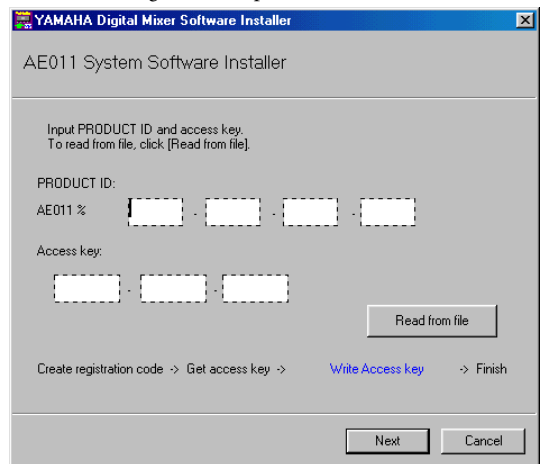 YAMAHA Digital Mixer Software Installer
AE011 System Software Installer
Input PRODUCT ID and access key.
To read from file, click [Read from file].
PRODUCT ID:
AE011 % - - -
Access key:
- -
Read from file
Create registration code -> Get access key -> Write Access key -> Finish
Next Cancel